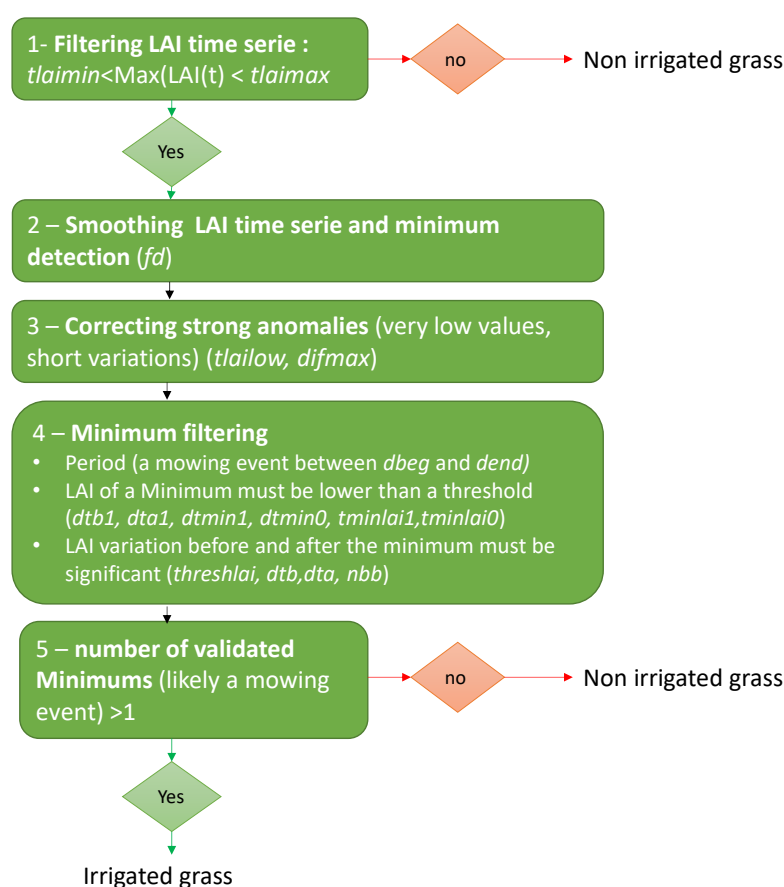 1- Filtering LAI time serie :
tlaimin<Max(LAI(t) < tlaimax
no
Non irrigated grass
Yes
2 – Smoothing LAI time serie and minimum
detection (fd)
3 – Correcting strong anomalies (very low values,
short variations) (tlailow, difmax)
4 – Minimum filtering
• Period (a mowing event between dbeg and dend)
• LAI of a Minimum must be lower than a threshold
(dtb1, dta1, dtmin1, dtmin0, tminlai1,tminlai0)
• LAI variation before and after the minimum must be
significant (threshlai, dtb,dta, nbb)
5 – number of validated
Minimums (likely a mowing
event) >1
no
Non irrigated grass
Yes
Irrigated grass